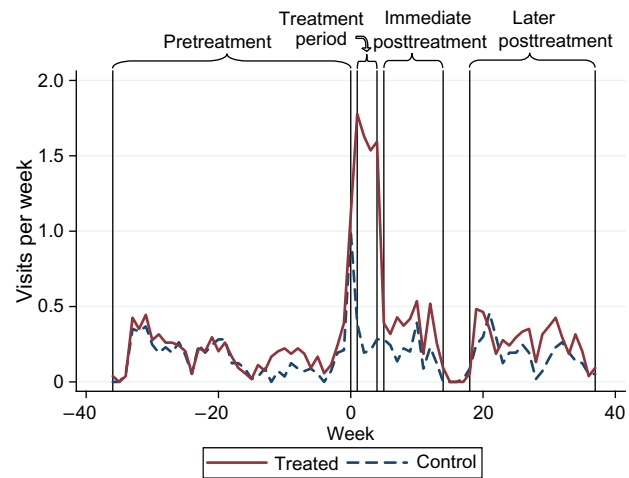 Treatment
period
Immediate
posttreatment
Later
posttreatment
Pretreatment
2.0
1.5
1.0
0.5
0
Visits per week
−40
−20
0
20
40
Week
Treated
Control